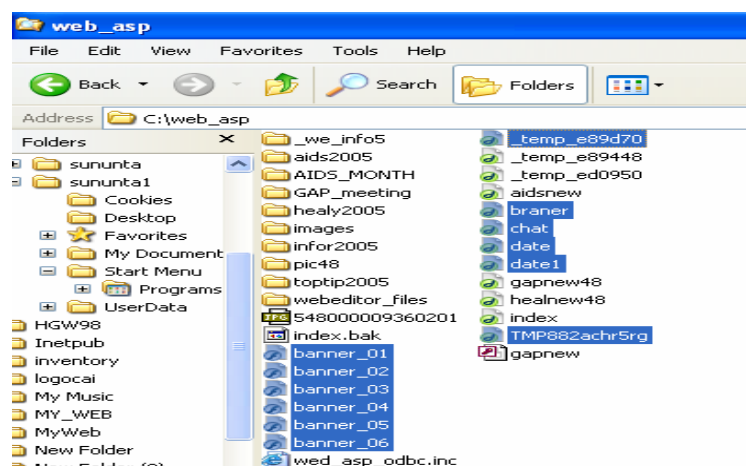 web_asp
File Edit View Favorites Tools Help
Back Search Folders
Address C:\web_asp
Folders
sununta
sununta1
Cookies
Desktop
Favorites
My Document
Start Menu
Programs
UserData
HGW98
Inetpub
inventory
logocai
My Music
MY_WEB
MyWeb
New Folder
_we_info5
aids2005
AIDS_MONTH
GAP_meeting
healy2005
images
infor2005
pic48
toptip2005
webeditor_files
548000009360201
index.bak
banner_01
banner_02
banner_03
banner_04
banner_05
banner_06
wed_asp_odbc.inc
_temp_e89d70
_temp_e89448
_temp_ed0950
aidsnew
braner
chat
date
date1
gapnew48
healnew48
index
TMP882achr5rg
gapnew